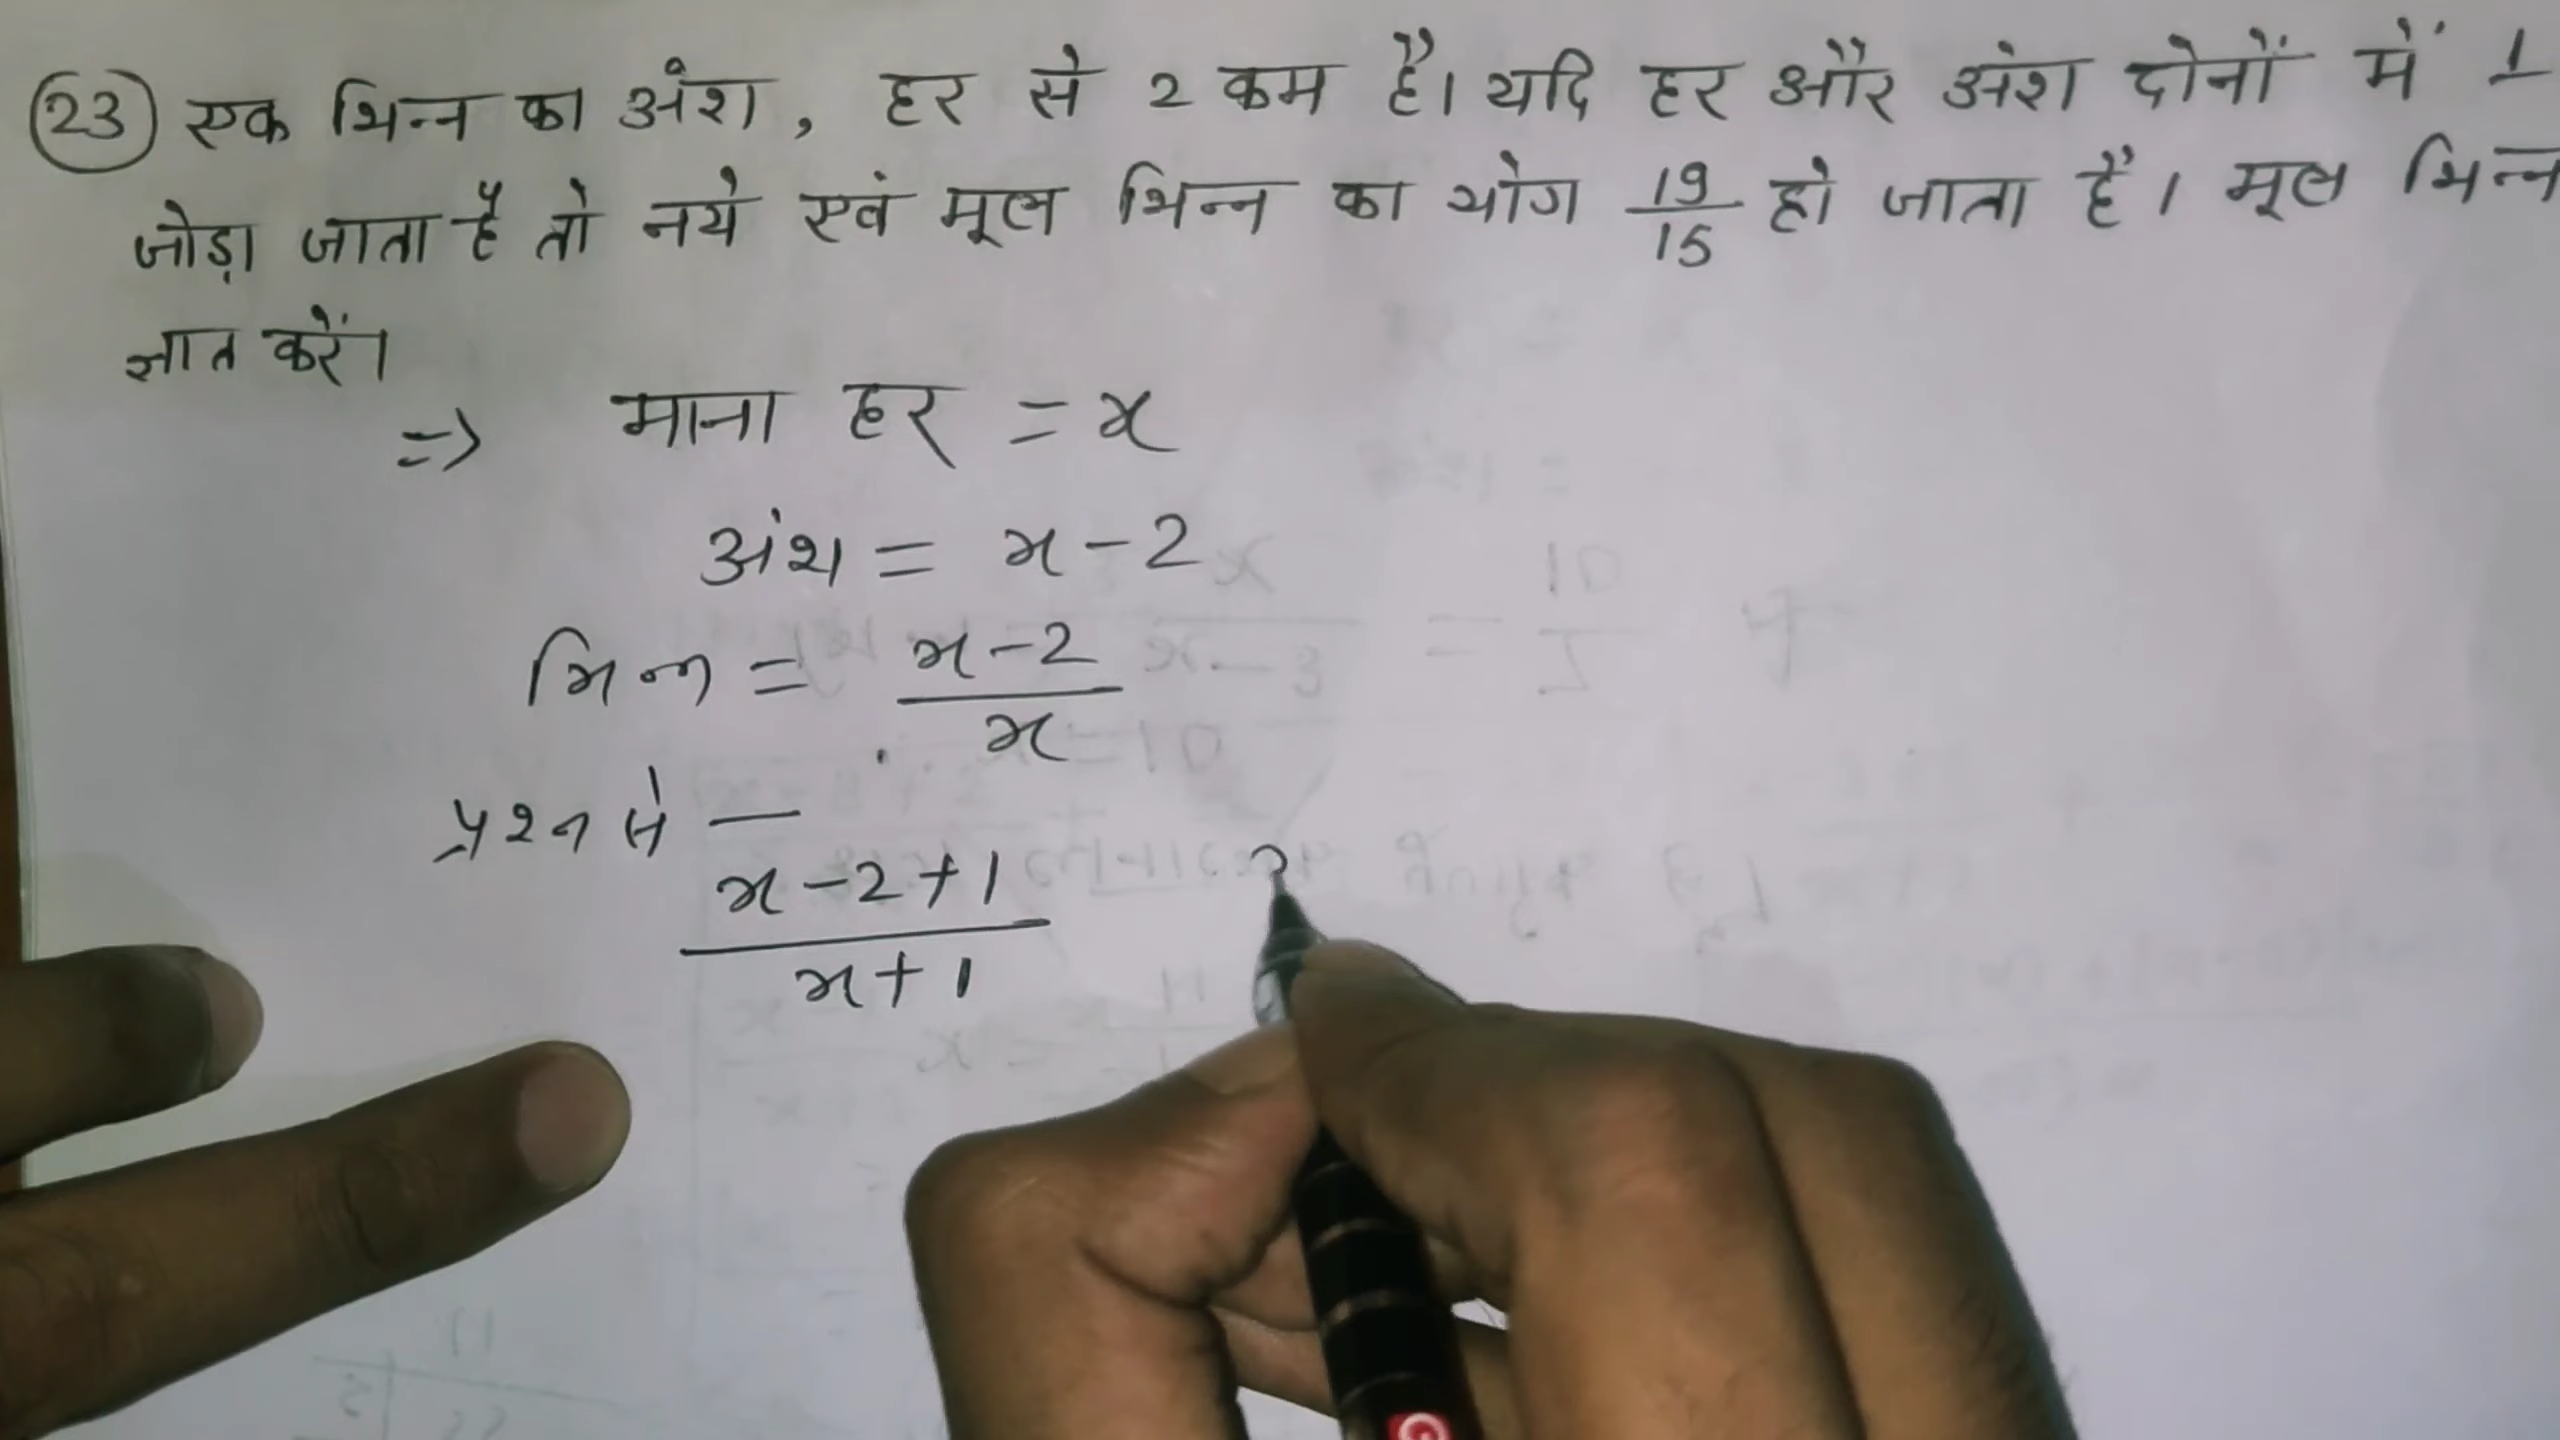 23 एक भिन्न का अंश, हर से 2 कम है। यदि हर और अंश दोनों में 1
जोड़ा जाता है तो नये एवं मूल भिन्न का योग 19/15 हो जाता है। मूल भिन्न
ज्ञात करें।
=> माना हर = x
अंश = x-2
भिन्न = x-2/x
प्रश्न से —
x-2+1/x+1